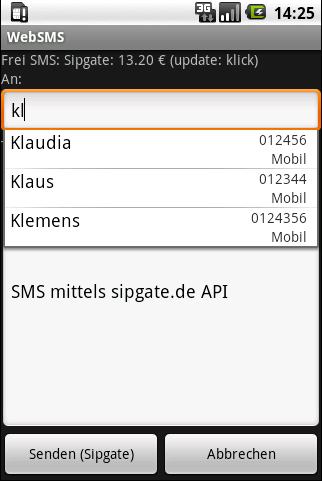 3G
14:25
WebSMS
Frei SMS: Sipgate: 13.20 € (update: klick)
An:
kl
Klaudia 012456
Mobil
Klaus 012344
Mobil
Klemens 0124356
Mobil
SMS mittels sipgate.de API
Senden (Sipgate) Abbrechen